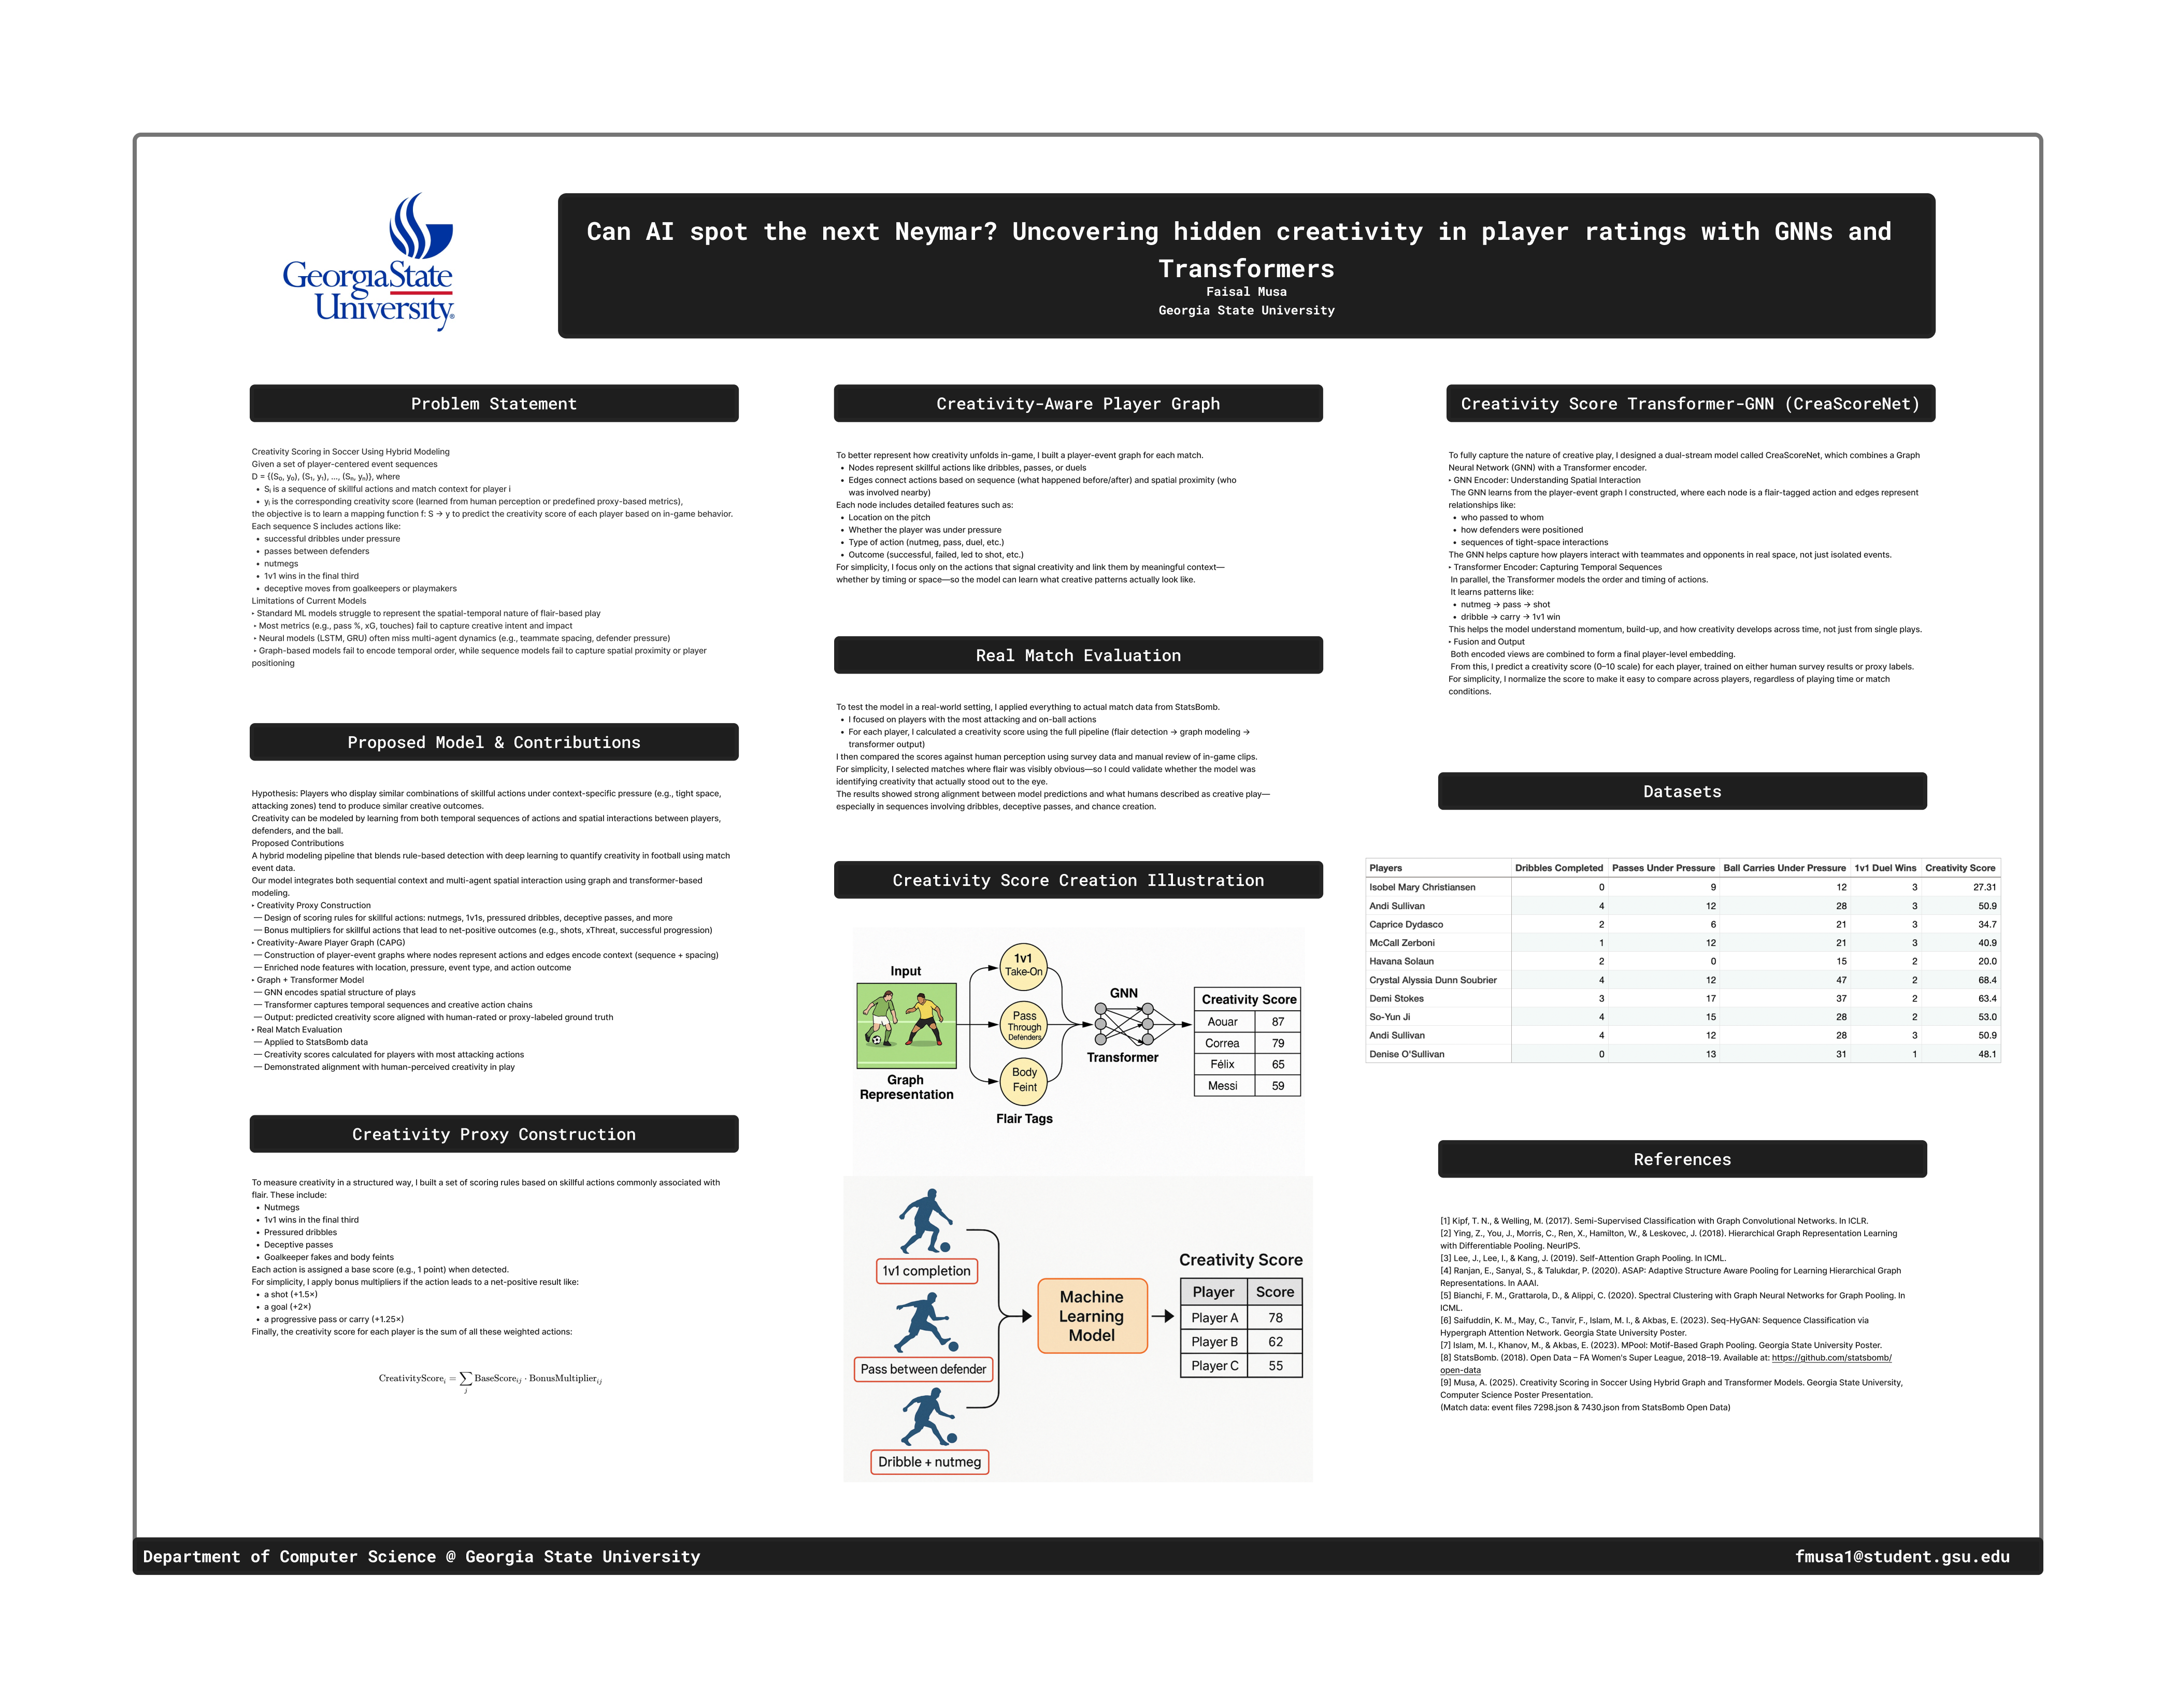 GeorgiaState
University®
Can AI spot the next Neymar? Uncovering hidden creativity in player ratings with GNNs and
Transformers
Faisal Musa
Georgia State University
Problem Statement
Creativity Scoring in Soccer Using Hybrid Modeling
Given a set of player-centered event sequences
D = {(S₀, y₀), (S₁, y₁), ..., (Sₙ, yₙ)}, where
• Sᵢ is a sequence of skillful actions and match context for player i
• yᵢ is the corresponding creativity score (learned from human perception or predefined proxy-based metrics),
the objective is to learn a mapping function f: S → y to predict the creativity score of each player based on in-game behavior.
Each sequence S includes actions like:
• successful dribbles under pressure
• passes between defenders
• nutmegs
• 1v1 wins in the final third
• deceptive moves from goalkeepers or playmakers
Limitations of Current Models
‣ Standard ML models struggle to represent the spatial-temporal nature of flair-based play
‣ Most metrics (e.g., pass %, xG, touches) fail to capture creative intent and impact
‣ Neural models (LSTM, GRU) often miss multi-agent dynamics (e.g., teammate spacing, defender pressure)
‣ Graph-based models fail to encode temporal order, while sequence models fail to capture spatial proximity or player
positioning
Proposed Model & Contributions
Hypothesis: Players who display similar combinations of skillful actions under context-specific pressure (e.g., tight space,
attacking zones) tend to produce similar creative outcomes.
Creativity can be modeled by learning from both temporal sequences of actions and spatial interactions between players,
defenders, and the ball.
Proposed Contributions
A hybrid modeling pipeline that blends rule-based detection with deep learning to quantify creativity in football using match
event data.
Our model integrates both sequential context and multi-agent spatial interaction using graph and transformer-based
modeling.
‣ Creativity Proxy Construction
— Design of scoring rules for skillful actions: nutmegs, 1v1s, pressured dribbles, deceptive passes, and more
— Bonus multipliers for skillful actions that lead to net-positive outcomes (e.g., shots, xThreat, successful progression)
‣ Creativity-Aware Player Graph (CAPG)
— Construction of player-event graphs where nodes represent actions and edges encode context (sequence + spacing)
— Enriched node features with location, pressure, event type, and action outcome
‣ Graph + Transformer Model
— GNN encodes spatial structure of plays
— Transformer captures temporal sequences and creative action chains
— Output: predicted creativity score aligned with human-rated or proxy-labeled ground truth
‣ Real Match Evaluation
— Applied to StatsBomb data
— Creativity scores calculated for players with most attacking actions
— Demonstrated alignment with human-perceived creativity in play
Creativity Proxy Construction
To measure creativity in a structured way, I built a set of scoring rules based on skillful actions commonly associated with
flair. These include:
• Nutmegs
• 1v1 wins in the final third
• Pressured dribbles
• Deceptive passes
• Goalkeeper fakes and body feints
Each action is assigned a base score (e.g., 1 point) when detected.
For simplicity, I apply bonus multipliers if the action leads to a net-positive result like:
• a shot (+1.5×)
• a goal (+2×)
• a progressive pass or carry (+1.25×)
Finally, the creativity score for each player is the sum of all these weighted actions:
CreativityScoreᵢ = ∑ⱼ BaseScoreᵢⱼ · BonusMultiplierᵢⱼ
Creativity-Aware Player Graph
To better represent how creativity unfolds in-game, I built a player-event graph for each match.
• Nodes represent skillful actions like dribbles, passes, or duels
• Edges connect actions based on sequence (what happened before/after) and spatial proximity (who
was involved nearby)
Each node includes detailed features such as:
• Location on the pitch
• Whether the player was under pressure
• Type of action (nutmeg, pass, duel, etc.)
• Outcome (successful, failed, led to shot, etc.)
For simplicity, I focus only on the actions that signal creativity and link them by meaningful context—
whether by timing or space—so the model can learn what creative patterns actually look like.
Real Match Evaluation
To test the model in a real-world setting, I applied everything to actual match data from StatsBomb.
• I focused on players with the most attacking and on-ball actions
• For each player, I calculated a creativity score using the full pipeline (flair detection → graph modeling →
transformer output)
I then compared the scores against human perception using survey data and manual review of in-game clips.
For simplicity, I selected matches where flair was visibly obvious—so I could validate whether the model was
identifying creativity that actually stood out to the eye.
The results showed strong alignment between model predictions and what humans described as creative play—
especially in sequences involving dribbles, deceptive passes, and chance creation.
Creativity Score Creation Illustration
Input
Graph
Representation
1v1
Take-On
Pass
Through
Defenders
Body
Feint
Flair Tags
GNN
Transformer
Creativity Score
Aouar 87
Correa 79
Félix 65
Messi 59
1v1 completion
Pass between defender
Dribble + nutmeg
Machine
Learning
Model
Creativity Score
Player Score
Player A 78
Player B 62
Player C 55
Creativity Score Transformer-GNN (CreaScoreNet)
To fully capture the nature of creative play, I designed a dual-stream model called CreaScoreNet, which combines a Graph
Neural Network (GNN) with a Transformer encoder.
‣ GNN Encoder: Understanding Spatial Interaction
The GNN learns from the player-event graph I constructed, where each node is a flair-tagged action and edges represent
relationships like:
• who passed to whom
• how defenders were positioned
• sequences of tight-space interactions
The GNN helps capture how players interact with teammates and opponents in real space, not just isolated events.
‣ Transformer Encoder: Capturing Temporal Sequences
In parallel, the Transformer models the order and timing of actions.
It learns patterns like:
• nutmeg → pass → shot
• dribble → carry → 1v1 win
This helps the model understand momentum, build-up, and how creativity develops across time, not just from single plays.
‣ Fusion and Output
Both encoded views are combined to form a final player-level embedding.
From this, I predict a creativity score (0–10 scale) for each player, trained on either human survey results or proxy labels.
For simplicity, I normalize the score to make it easy to compare across players, regardless of playing time or match
conditions.
Datasets
Players Dribbles Completed Passes Under Pressure Ball Carries Under Pressure 1v1 Duel Wins Creativity Score
Isobel Mary Christiansen 0 9 12 3 27.31
Andi Sullivan 4 12 28 3 50.9
Caprice Dydasco 2 6 21 3 34.7
McCall Zerboni 1 12 21 3 40.9
Havana Solaun 2 0 15 2 20.0
Crystal Alyssia Dunn Soubrier 4 12 47 2 68.4
Demi Stokes 3 17 37 2 63.4
So-Yun Ji 4 15 28 2 53.0
Andi Sullivan 4 12 28 3 50.9
Denise O'Sullivan 0 13 31 1 48.1
References
[1] Kipf, T. N., & Welling, M. (2017). Semi-Supervised Classification with Graph Convolutional Networks. In ICLR.
[2] Ying, Z., You, J., Morris, C., Ren, X., Hamilton, W., & Leskovec, J. (2018). Hierarchical Graph Representation Learning
with Differentiable Pooling. NeurIPS.
[3] Lee, J., Lee, I., & Kang, J. (2019). Self-Attention Graph Pooling. In ICML.
[4] Ranjan, E., Sanyal, S., & Talukdar, P. (2020). ASAP: Adaptive Structure Aware Pooling for Learning Hierarchical Graph
Representations. In AAAI.
[5] Bianchi, F. M., Grattarola, D., & Alippi, C. (2020). Spectral Clustering with Graph Neural Networks for Graph Pooling. In
ICML.
[6] Saifuddin, K. M., May, C., Tanvir, F., Islam, M. I., & Akbas, E. (2023). Seq-HyGAN: Sequence Classification via
Hypergraph Attention Network. Georgia State University Poster.
[7] Islam, M. I., Khanov, M., & Akbas, E. (2023). MPool: Motif-Based Graph Pooling. Georgia State University Poster.
[8] StatsBomb. (2018). Open Data – FA Women's Super League, 2018–19. Available at: https://github.com/statsbomb/
open-data
[9] Musa, A. (2025). Creativity Scoring in Soccer Using Hybrid Graph and Transformer Models. Georgia State University,
Computer Science Poster Presentation.
(Match data: event files 7298.json & 7430.json from StatsBomb Open Data)
Department of Computer Science @ Georgia State University
fmusa1@student.gsu.edu